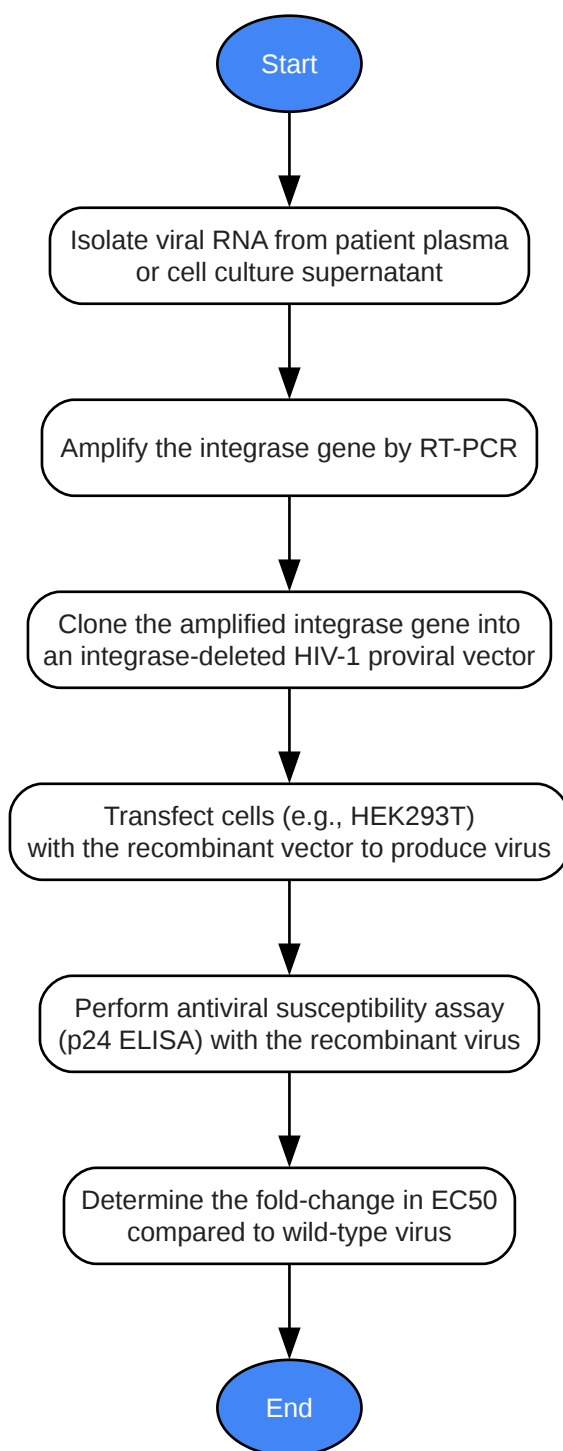 Start
Isolate viral RNA from patient plasma
or cell culture supernatant
Amplify the integrase gene by RT-PCR
Clone the amplified integrase gene into
an integrase-deleted HIV-1 proviral vector
Transfect cells (e.g., HEK293T)
with the recombinant vector to produce virus
Perform antiviral susceptibility assay
(p24 ELISA) with the recombinant virus
Determine the fold-change in EC50
compared to wild-type virus
End